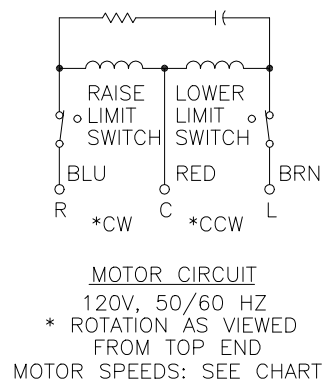 RAISE LOWER
LIMIT LIMIT
SWITCH SWITCH
BLU RED BRN
R C L
*CW *CCW
MOTOR CIRCUIT
120V, 50/60 HZ
* ROTATION AS VIEWED
FROM TOP END
MOTOR SPEEDS: SEE CHART